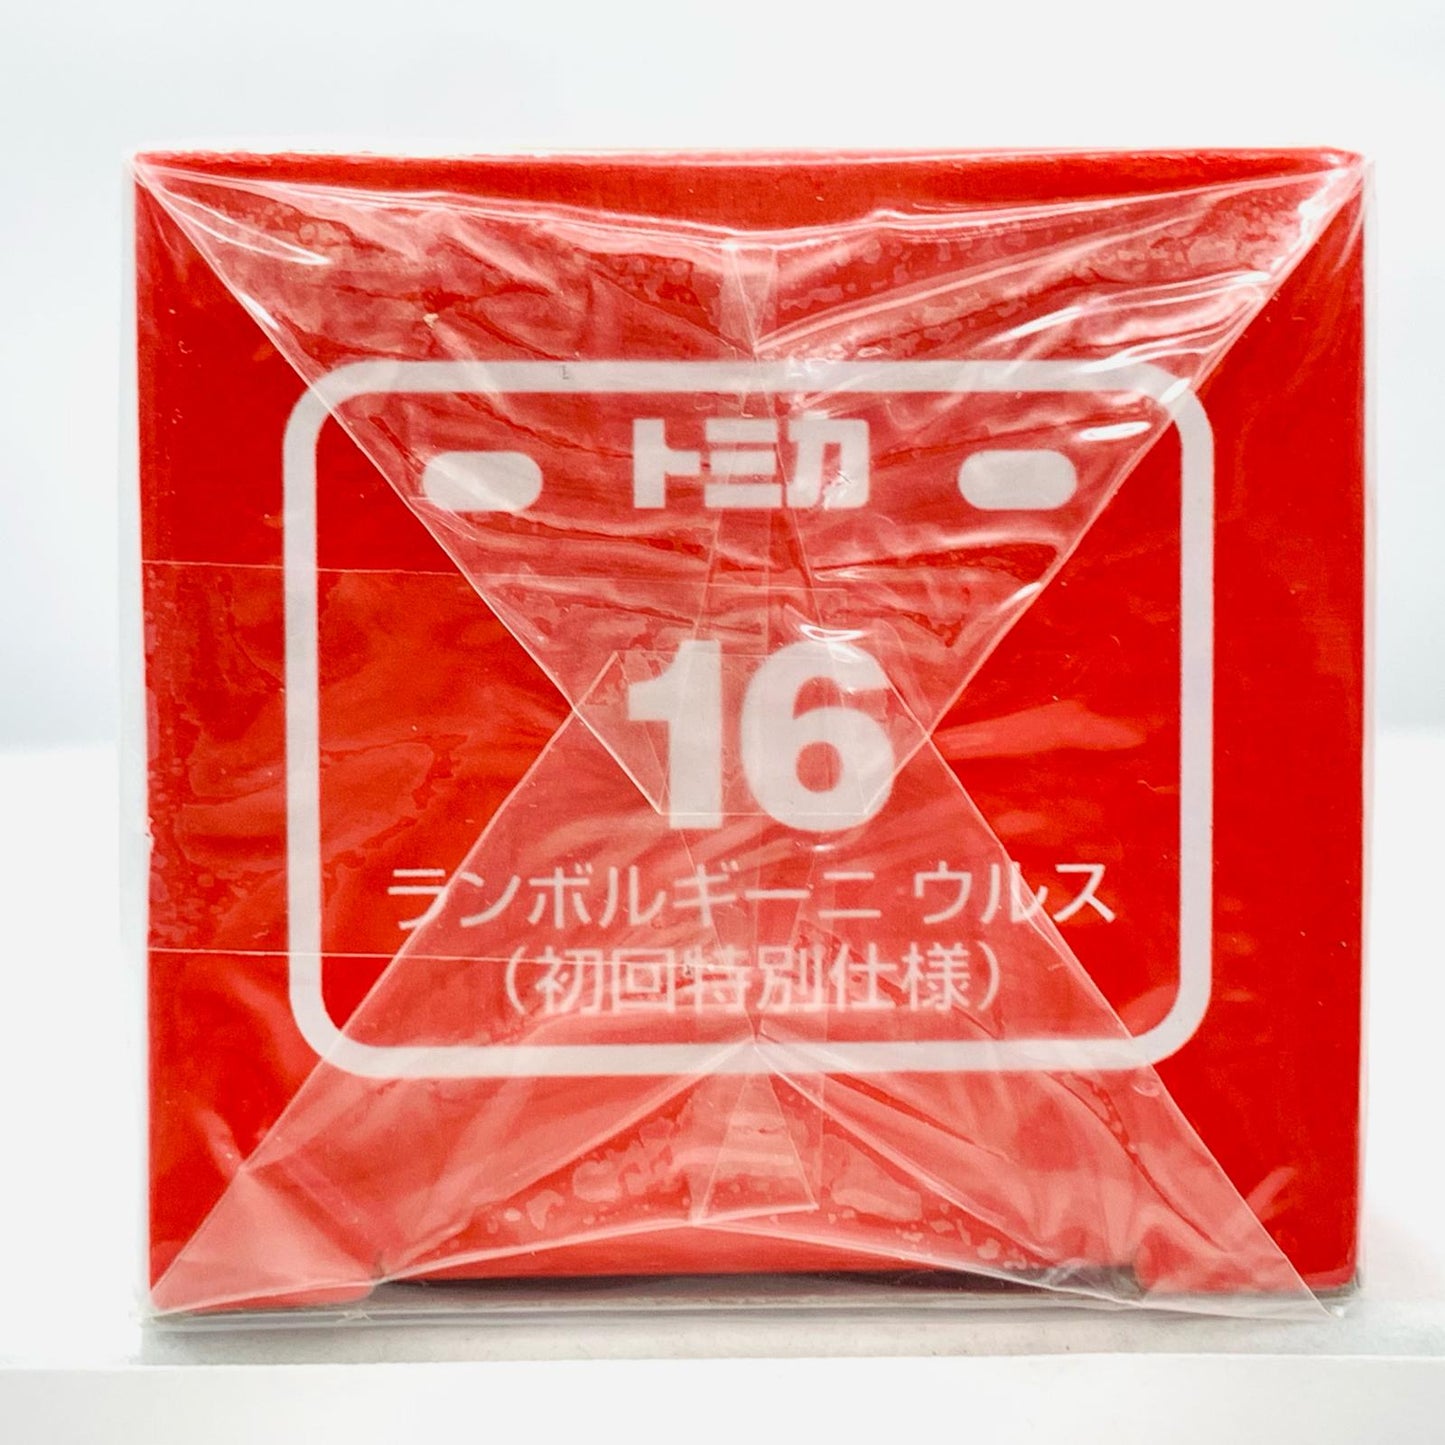 トミカ
16
ランボルギーニ ウルス
（初回特別仕様）